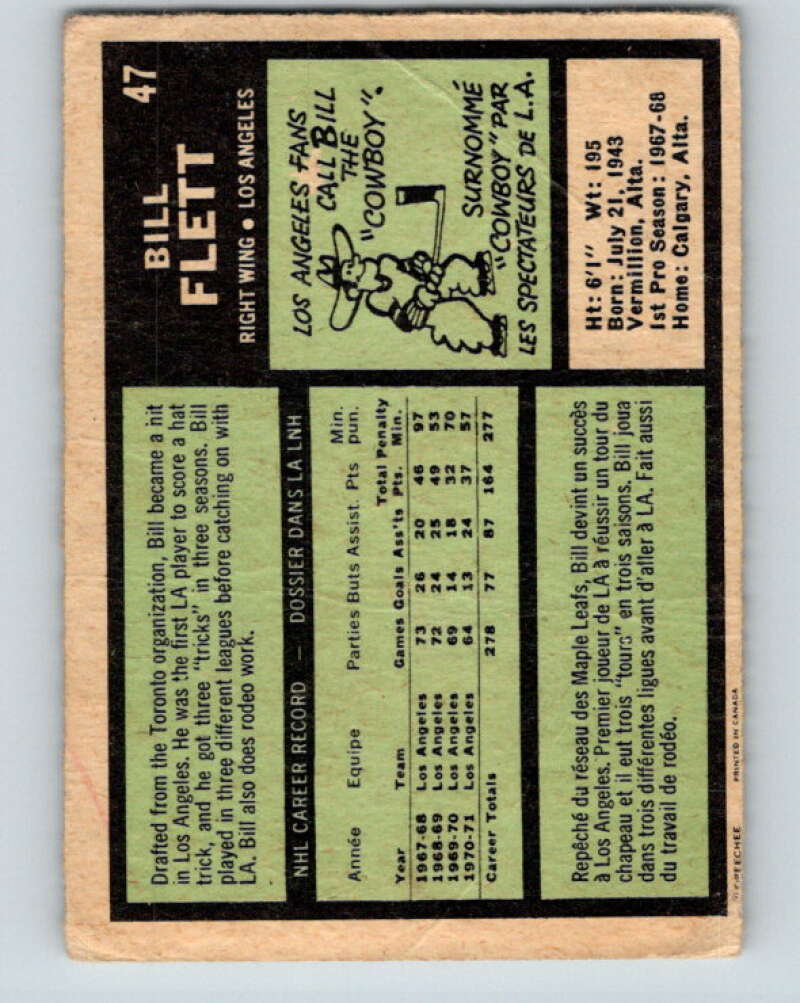 47
BILL
FLETT
RIGHT WING • LOS ANGELES
Drafted from the Toronto organization, Bill became a hit
in Los Angeles. He was the first LA player to score a hat
trick, and he got three "tricks" in three seasons. Bill
played in three different leagues before catching on with
LA. Bill also does rodeo work.
LOS ANGELES FANS
CALL BILL
THE
"COWBOY".
SURNOMMÉ
"COWBOY" PAR
LES SPECTATEURS DE L.A.
NHL CAREER RECORD — DOSSIER DANS LA LNH
Année Equipe Parties Buts Assist. Pts Min. pun.
Total Penalty
Year Team Games Goals Ass'ts Pts. Min.
1967-68 Los Angeles 73 26 20 46 97
1968-69 Los Angeles 72 24 25 49 53
1969-70 Los Angeles 69 14 18 32 70
1970-71 Los Angeles 64 13 24 37 57
Career Totals 278 77 87 164 277
Ht: 6'1" Wt: 195
Born: July 21, 1943
Vermillion, Alta.
1st Pro Season: 1967-68
Home: Calgary, Alta.
Repêché du réseau des Maple Leafs, Bill devint un succès
à Los Angeles. Premier joueur de LA à réussir un tour du
chapeau et il eut trois "tours" en trois saisons. Bill joua
dans trois différentes ligues avant d'aller à LA. Fait aussi
du travail de rodéo.
PRINTED IN CANADA